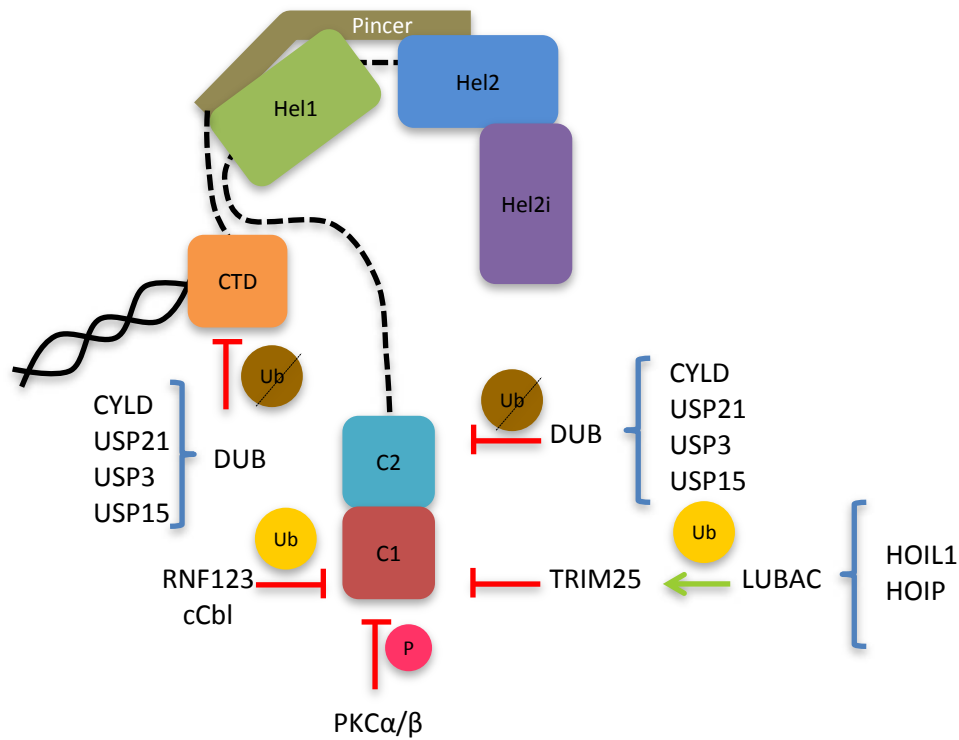 Pincer
Hel1
Hel2
Hel2i
CTD
Ub
Ub
CYLD
USP21
USP3
USP15
DUB
DUB
CYLD
USP21
USP3
USP15
C2
C1
Ub
RNF123
cCbl
TRIM25
Ub
LUBAC
HOIL1
HOIP
P
PKCα/β